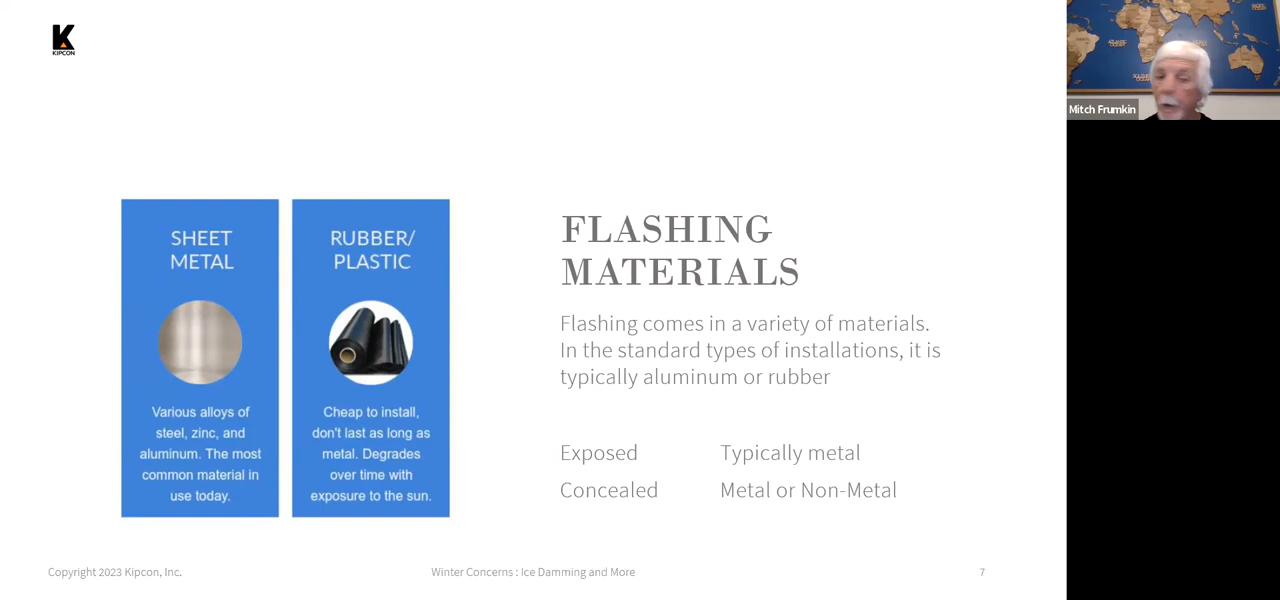 K
KIPCON
Mitch Frumkin
SHEET
METAL
Various alloys of
steel, zinc, and
aluminum. The most
common material in
use today.
RUBBER/
PLASTIC
Cheap to install,
don't last as long as
metal. Degrades
over time with
exposure to the sun.
FLASHING
MATERIALS
Flashing comes in a variety of materials.
In the standard types of installations, it is
typically aluminum or rubber
Exposed Typically metal
Concealed Metal or Non-Metal
Copyright 2023 Kipcon, Inc. Winter Concerns : Ice Damming and More 7